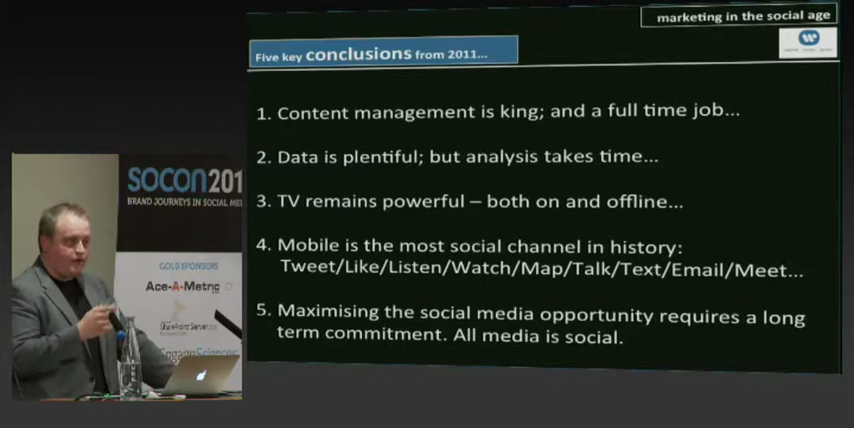 marketing in the social age
Five key conclusions from 2011...
1. Content management is king; and a full time job...
2. Data is plentiful; but analysis takes time...
3. TV remains powerful – both on and offline...
4. Mobile is the most social channel in history:
Tweet/Like/Listen/Watch/Map/Talk/Text/Email/Meet...
5. Maximising the social media opportunity requires a long
term commitment. All media is social.
SOCON201
BRAND JOURNEYS IN SOCIAL ME
GOLD SPONSORS
Ace-A-Metric
SharePoint Server
EngageSciences